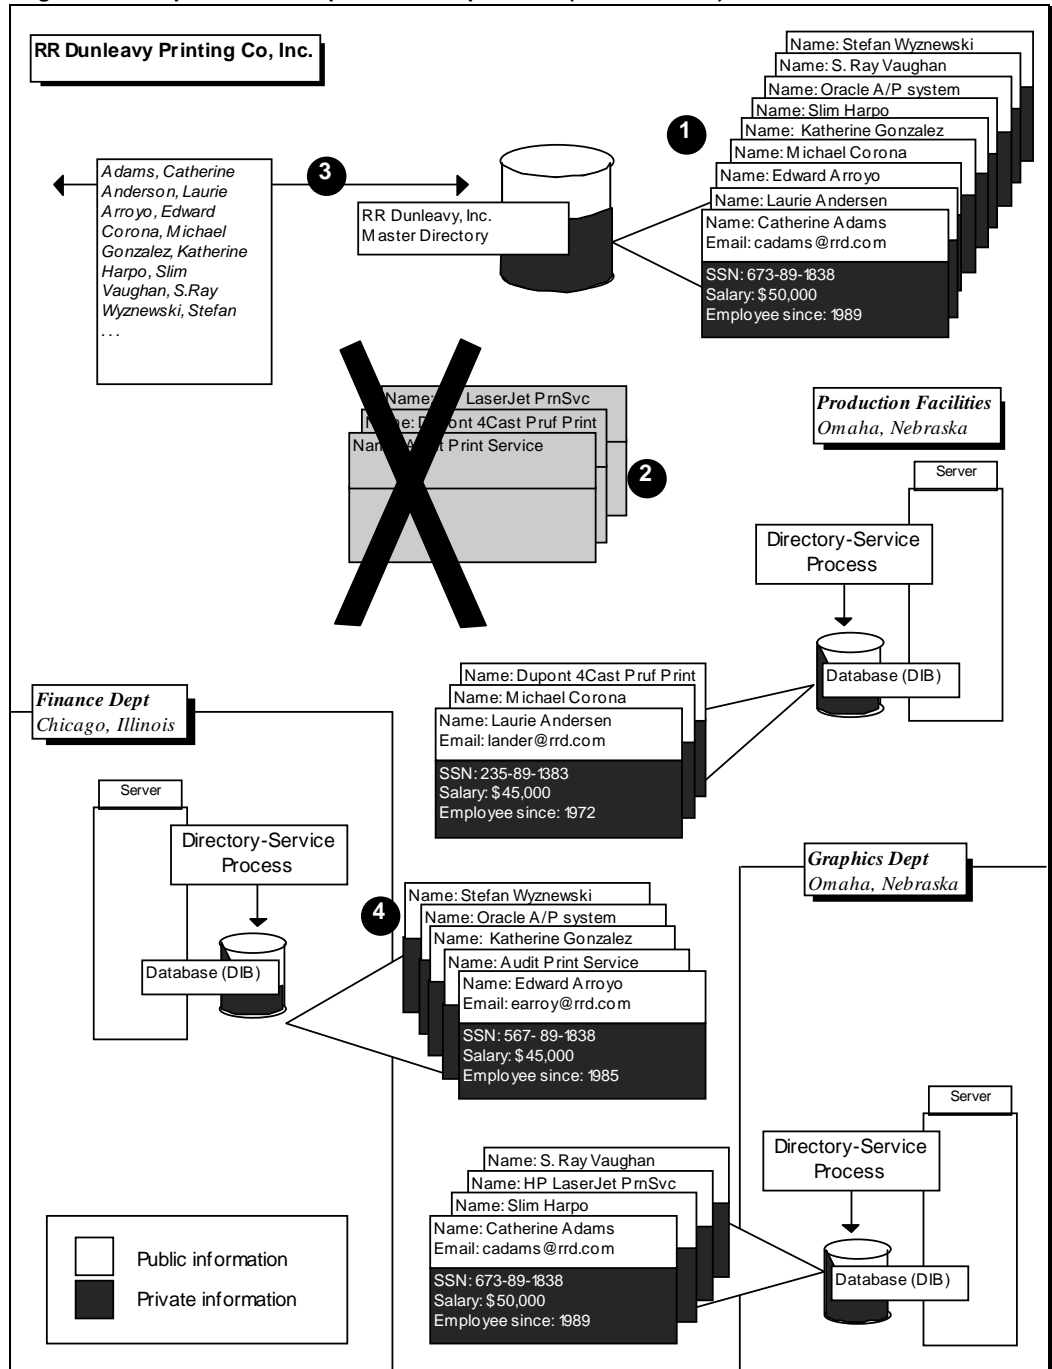 RR Dunleavy Printing Co, Inc.
Name: Stefan Wyznewski
Name: S. Ray Vaughan
Name: Oracle A/P system
Name: Slim Harpo
Name: Katherine Gonzalez
Name: Michael Corona
Name: Edward Arroyo
Name: Laurie Andersen
Name: Catherine Adams
Email: cadams@rrd.com
SSN: 673-89-1838
Salary: $50,000
Employee since: 1989
1
3
Adams, Catherine
Anderson, Laurie
Arroyo, Edward
Corona, Michael
Gonzalez, Katherine
Harpo, Slim
Vaughan, S.Ray
Wyznewski, Stefan
. . .
RR Dunleavy, Inc.
Master Directory
Name: LaserJet PrnSvc
Name: Dupont 4Cast Pruf Print
Print Service
2
Production Facilities
Omaha, Nebraska
Server
Directory-Service
Process
Database (DIB)
Name: Dupont 4Cast Pruf Print
Name: Michael Corona
Name: Laurie Andersen
Email: lander@rrd.com
SSN: 235-89-1383
Salary: $45,000
Employee since: 1972
Finance Dept
Chicago, Illinois
Server
Directory-Service
Process
Database (DIB)
4
Name: Stefan Wyznewski
Name: Oracle A/P system
Name: Katherine Gonzalez
Name: Audit Print Service
Name: Edward Arroyo
Email: earroy@rrd.com
SSN: 567- 89-1838
Salary: $45,000
Employee since: 1985
Graphics Dept
Omaha, Nebraska
Server
Directory-Service
Process
Database (DIB)
Name: S. Ray Vaughan
Name: HP LaserJet PrnSvc
Name: Slim Harpo
Name: Catherine Adams
Email: cadams@rrd.com
SSN: 673-89-1838
Salary: $50,000
Employee since: 1989
Public information
Private information